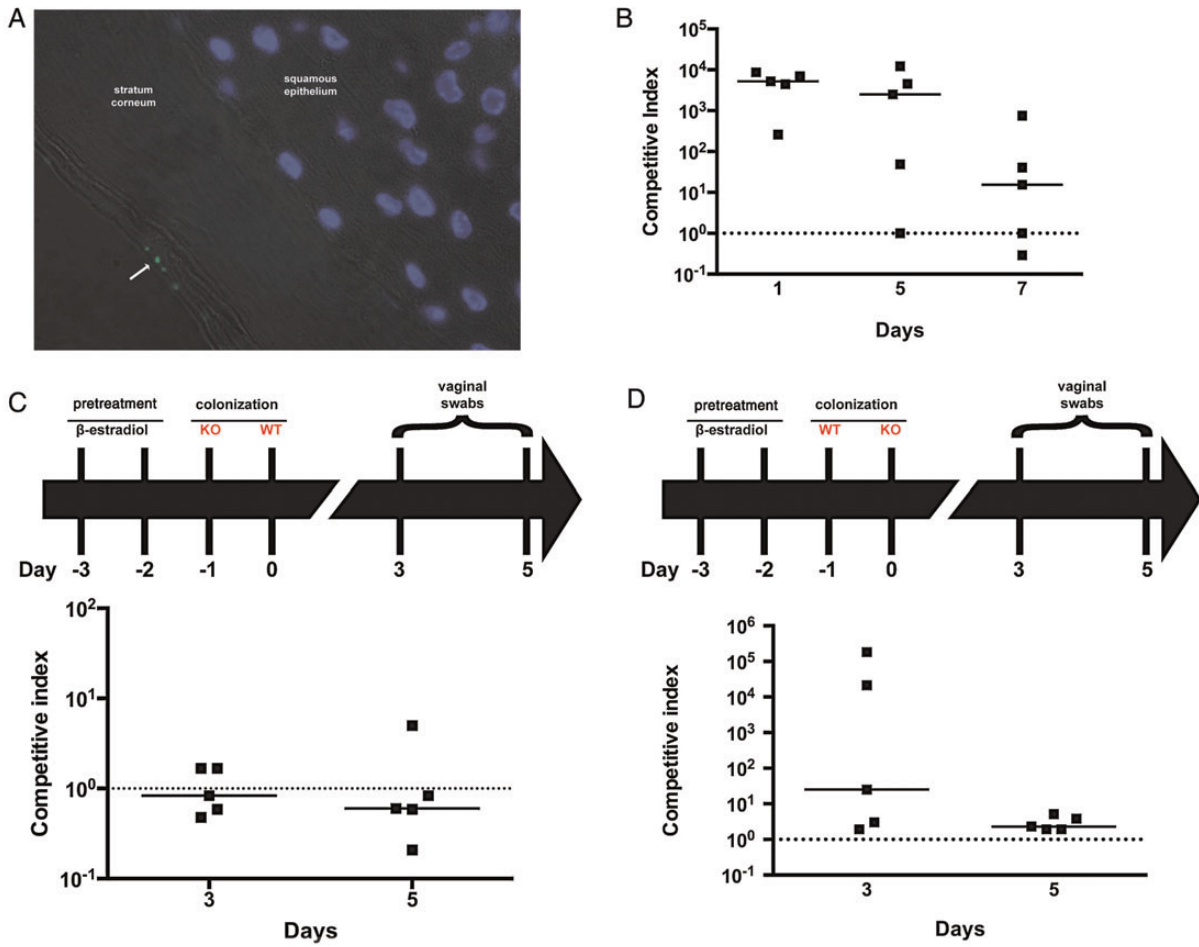 A
stratum
corneum
squamous
epithelium
B
Competitive Index
10^5
10^4
10^3
10^2
10^1
10^0
10^-1
1 5 7
Days
C
pretreatment colonization
β-estradiol KO WT
vaginal
swabs
Day -3 -2 -1 0 3 5
Competitive index
10^2
10^1
10^0
10^-1
3 5
Days
D
pretreatment colonization
β-estradiol WT KO
vaginal
swabs
Day -3 -2 -1 0 3 5
Competitive index
10^6
10^5
10^4
10^3
10^2
10^1
10^0
10^-1
3 5
Days